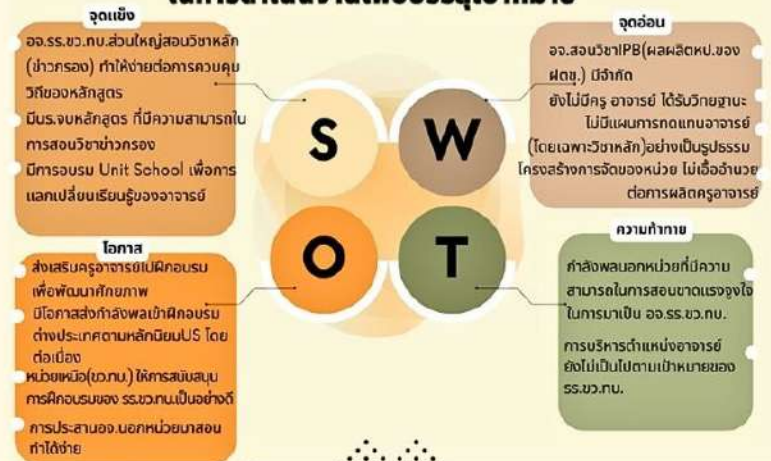 ในการดำเนินงานเพื่อบรรลุเป้าหมาย
จุดแข็ง
อจ.รร.ขว.ทบ.ส่วนใหญ่สอนวิชาหลัก
(ข่าวกรอง) ทำให้ง่ายต่อการควบคุม
วิถีของหลักสูตร
มีนร.จบหลักสูตร ที่มีความสามารถใน
การสอนวิชาข่าวกรอง
มีการอบรม Unit School เพื่อการ
แลกเปลี่ยนเรียนรู้ของอาจารย์
S
W
O
T
จุดอ่อน
อจ.สอนวิชาIPB(ผลผลิตหป.ของ
ฝตข.) มีจำกัด
ยังไม่มีครู อาจารย์ ได้รับวิทยฐานะ
ไม่มีแผนการทดแทนอาจารย์
(โดยเฉพาะวิชาหลัก)อย่างเป็นรูปธรรม
โครงสร้างการจัดของหน่วย ไม่เอื้ออำนวย
ต่อการผลิตครูอาจารย์
โอกาส
ส่งเสริมครูอาจารย์ไปฝึกอบรม
เพื่อพัฒนาศักยภาพ
มีโอกาสส่งกำลังพลเข้าฝึกอบรม
ต่างประเทศตามหลักนิยมUS โดย
ต่อเนื่อง
หน่วยเหนือ(ขว.ทบ.) ให้การสนับสนุน
การฝึกอบรมของ รร.ขว.ทบ.เป็นอย่างดี
การประสานอจ.นอกหน่วยมาสอน
ทำได้ง่าย
ความท้าทาย
กำลังพลนอกหน่วยที่มีความ
สามารถในการสอนขาดแรงจูงใจ
ในการมาเป็น อจ.รร.ขว.ทบ.
การบริหารตำแหน่งอาจารย์
ยังไม่เป็นไปตามเป้าหมายของ
รร.ขว.ทบ.